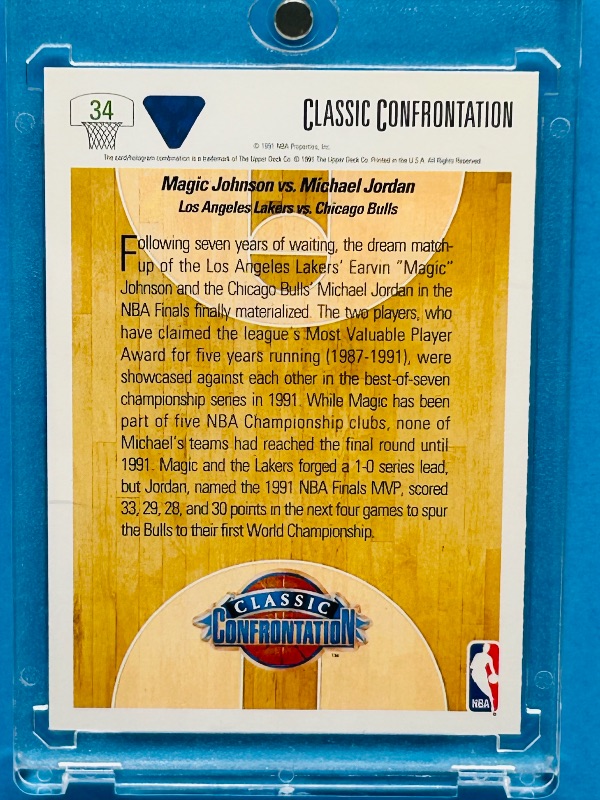 34
CLASSIC CONFRONTATION
© 1991 NBA Properties, Inc.
The card/hologram combination is a trademark of The Upper Deck Co. © 1991 The Upper Deck Co. Printed in the U.S.A. All Rights Reserved
Magic Johnson vs. Michael Jordan
Los Angeles Lakers vs. Chicago Bulls
Following seven years of waiting, the dream match-
up of the Los Angeles Lakers' Earvin "Magic"
Johnson and the Chicago Bulls' Michael Jordan in the
NBA Finals finally materialized. The two players, who
have claimed the league's Most Valuable Player
Award for five years running (1987-1991), were
showcased against each other in the best-of-seven
championship series in 1991. While Magic has been
part of five NBA Championship clubs, none of
Michael's teams had reached the final round until
1991. Magic and the Lakers forged a 1-0 series lead,
but Jordan, named the 1991 NBA Finals MVP, scored
33, 29, 28, and 30 points in the next four games to spur
the Bulls to their first World Championship.
CLASSIC
CONFRONTATION
TM
NBA